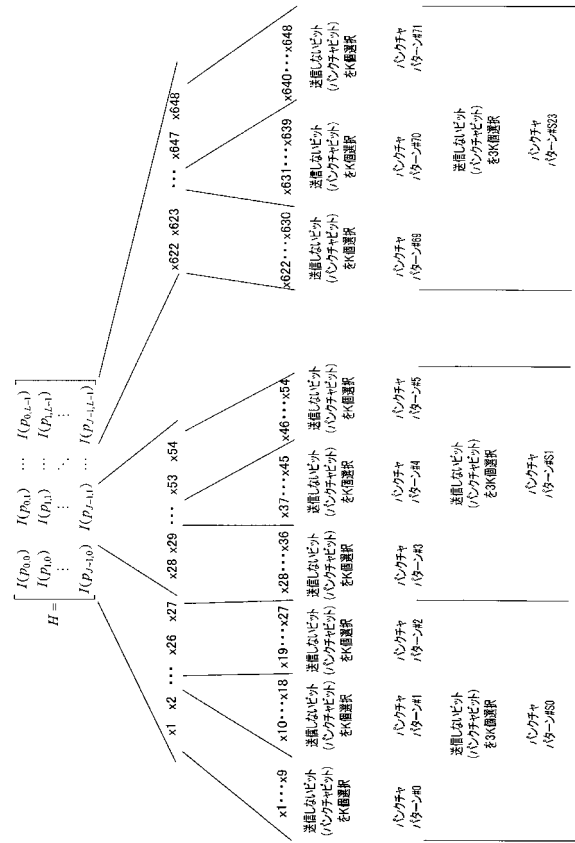 H = [ I(p0,0) I(p0,1) ⋯ I(p0,L−1)
I(p1,0) I(p1,1) ⋯ I(p1,L−1)
⋮ ⋱ ⋮
I(pJ−1,0) I(pJ−1,1) ⋯ I(pJ−1,L−1) ]
x1 x2 ••• x26 x27 x28 x29 ••• x53 x54 x622 x623 ••• x647 x648
x1•••x9
送信しないビット
(パンクチャビット)
をK個選択
パンクチャ
パターン#0
x10•••x18
送信しないビット
(パンクチャビット)
をK個選択
パンクチャ
パターン#1
x19•••x27
送信しないビット
(パンクチャビット)
をK個選択
パンクチャ
パターン#2
送信しないビット
(パンクチャビット)
を3K個選択
パンクチャ
パターン#S0
x28•••x36
送信しないビット
(パンクチャビット)
をK個選択
パンクチャ
パターン#3
x37•••x45
送信しないビット
(パンクチャビット)
をK個選択
パンクチャ
パターン#4
x46•••x54
送信しないビット
(パンクチャビット)
をK個選択
パンクチャ
パターン#5
送信しないビット
(パンクチャビット)
を3K個選択
パンクチャ
パターン#S1
x622•••x630
送信しないビット
(パンクチャビット)
をK個選択
パンクチャ
パターン#69
x631•••x639
送信しないビット
(パンクチャビット)
をK個選択
パンクチャ
パターン#70
x640•••x648
送信しないビット
(パンクチャビット)
をK個選択
パンクチャ
パターン#71
送信しないビット
(パンクチャビット)
を3K個選択
パンクチャ
パターン#S23